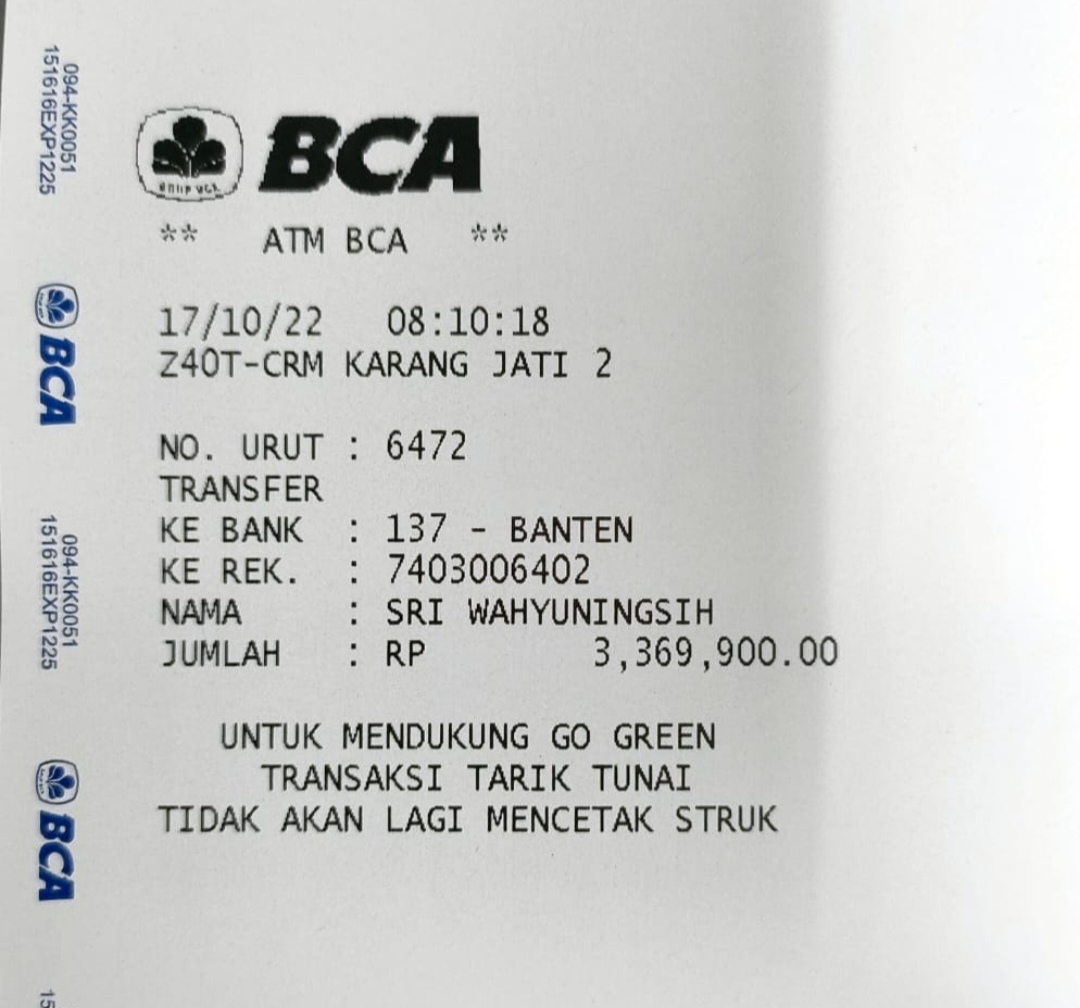 BCA
** ATM BCA **
17/10/22 08:10:18
Z40T-CRM KARANG JATI 2
NO. URUT : 6472
TRANSFER
KE BANK : 137 - BANTEN
KE REK. : 7403006402
NAMA : SRI WAHYUNINGSIH
JUMLAH : RP 3,369,900.00
UNTUK MENDUKUNG GO GREEN
TRANSAKSI TARIK TUNAI
TIDAK AKAN LAGI MENCETAK STRUK
094-KK0051
151616EXP1225
BCA
094-KK0051
151616EXP1225
BCA
15